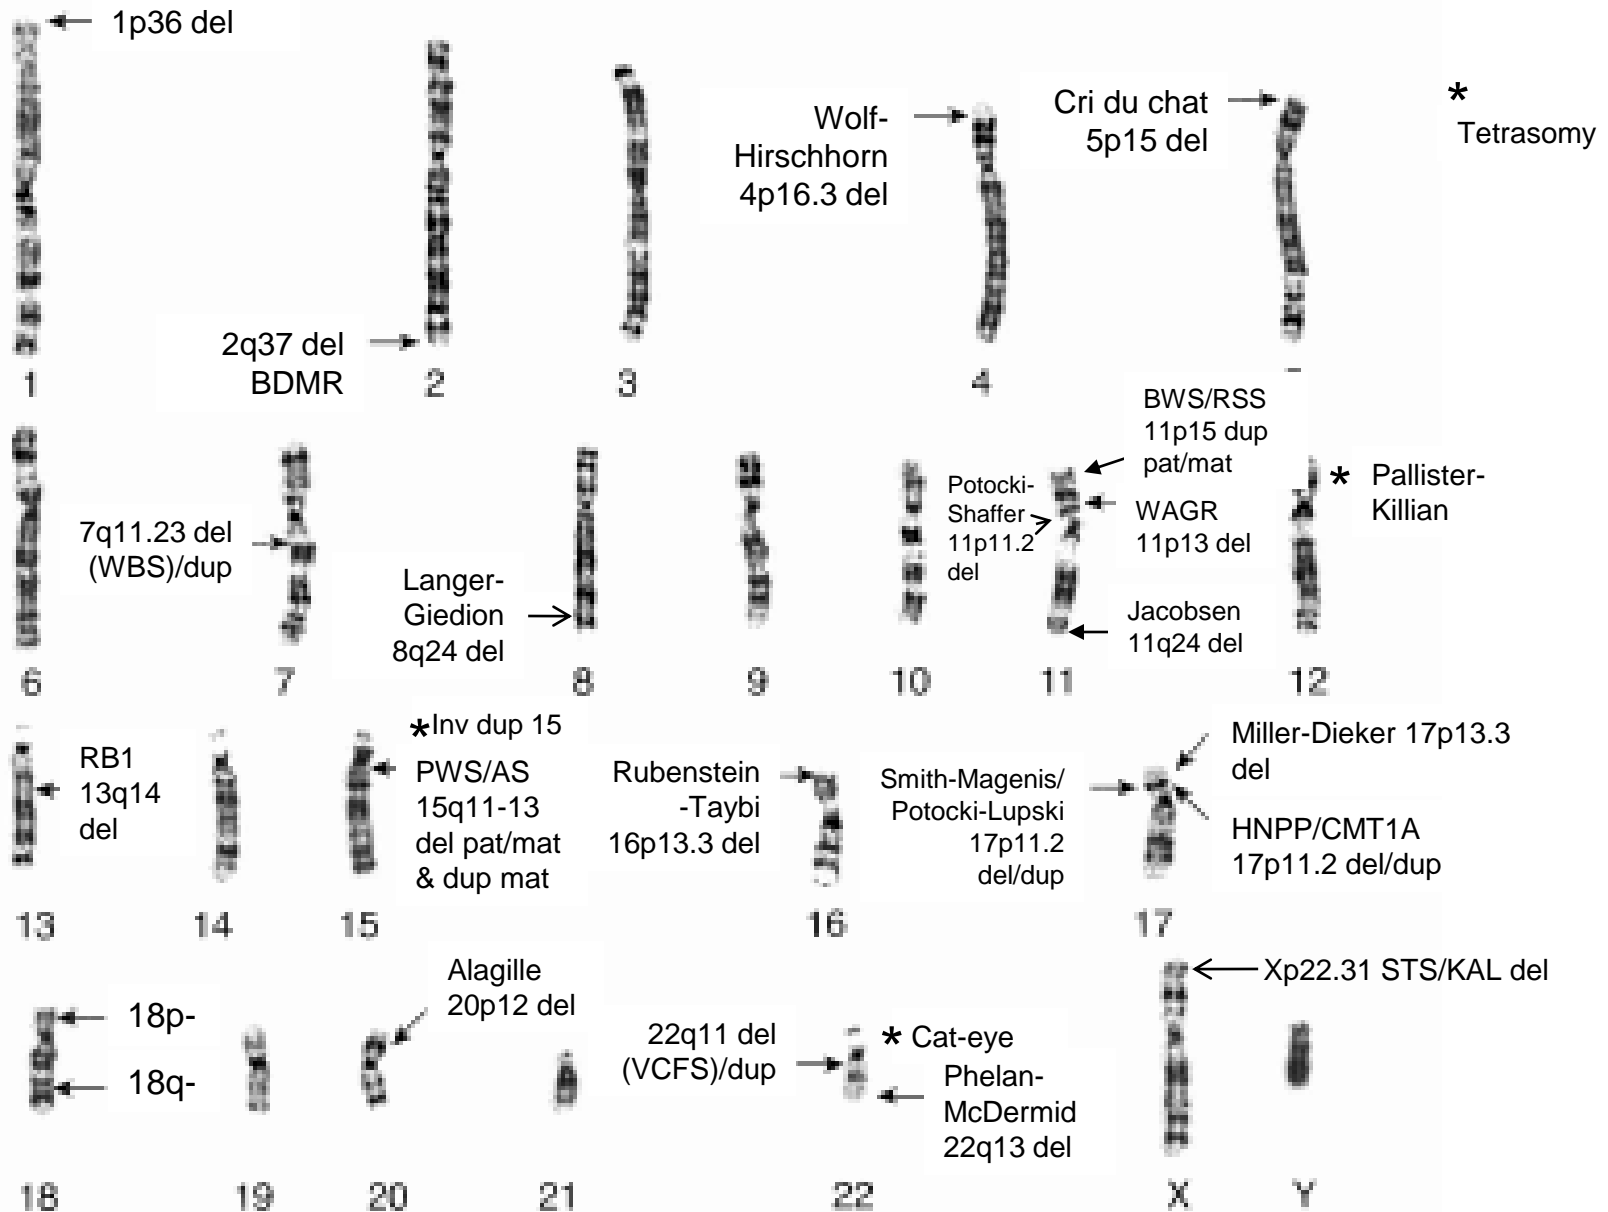 1p36 del
Wolf-
Hirschhorn
4p16.3 del
Cri du chat
5p15 del
*
Tetrasomy
2q37 del
BDMR
1
2
3
4
7q11.23 del
(WBS)/dup
Langer-
Giedion
8q24 del
Potocki-
Shaffer
11p11.2
del
BWS/RSS
11p15 dup
pat/mat
WAGR
11p13 del
Jacobsen
11q24 del
* Pallister-
Killian
6
7
8
9
10
11
12
RB1
13q14
del
*Inv dup 15
PWS/AS
15q11-13
del pat/mat
& dup mat
Rubenstein
-Taybi
16p13.3 del
Smith-Magenis/
Potocki-Lupski
17p11.2
del/dup
Miller-Dieker 17p13.3
del
HNPP/CMT1A
17p11.2 del/dup
13
14
15
16
17
18p-
18q-
Alagille
20p12 del
22q11 del
(VCFS)/dup
* Cat-eye
Phelan-
McDermid
22q13 del
Xp22.31 STS/KAL del
18
19
20
21
22
X
Y